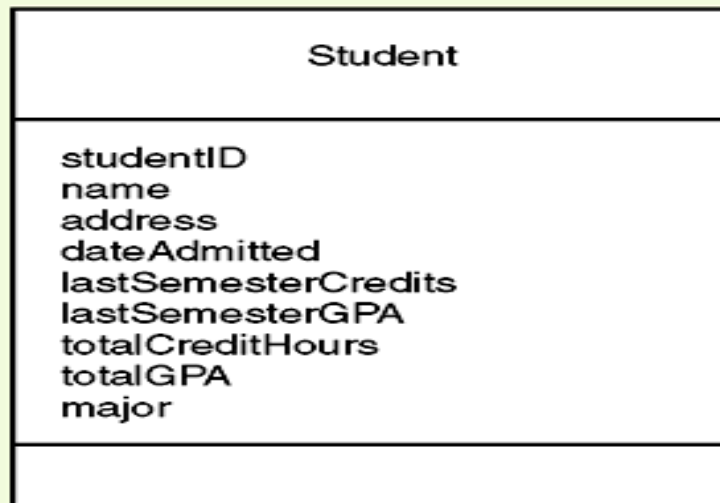 Student
studentID
name
address
dateAdmitted
lastSemesterCredits
lastSemesterGPA
totalCreditHours
totalGPA
major